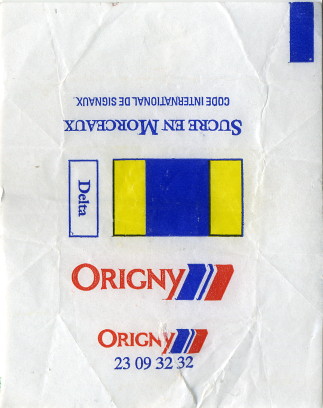 CODE INTERNATIONAL DE SIGNAUX.
SUCRE EN MORCEAUX
Delta
ORIGNY
ORIGNY
23 09 32 32